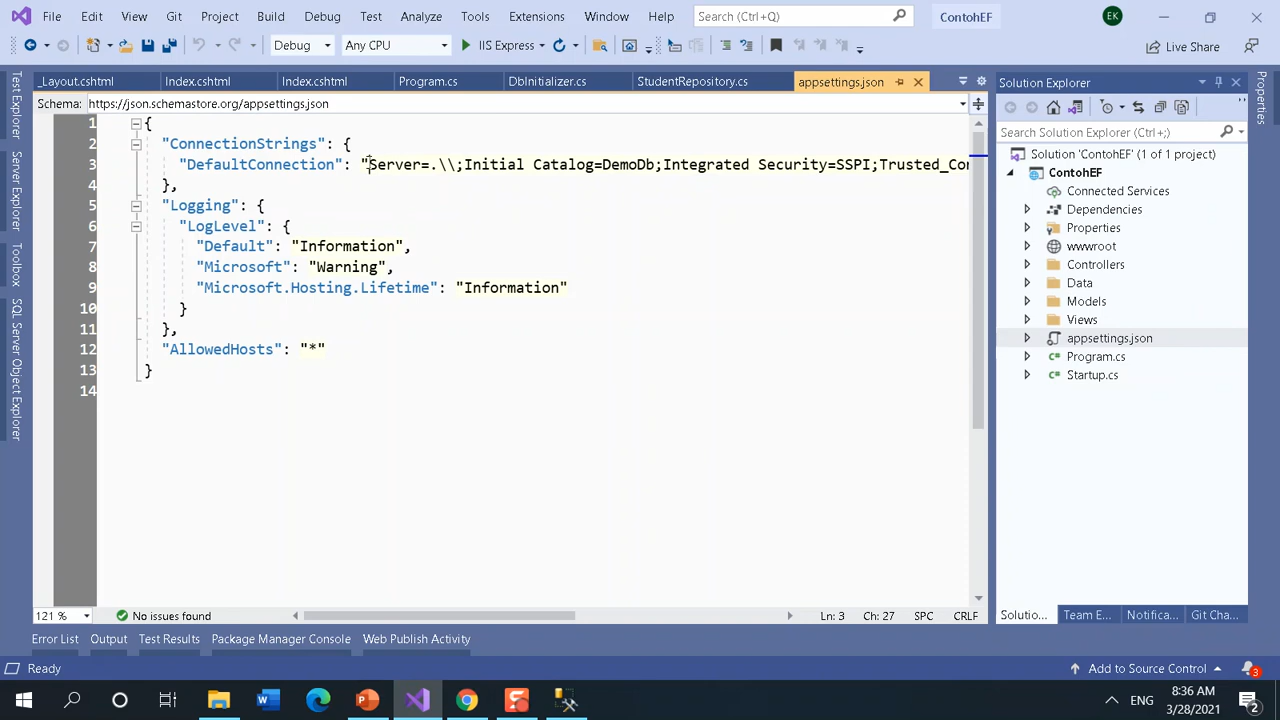 File Edit View Git Project Build Debug Test Analyze Tools Extensions Window Help Search (Ctrl+Q) ContohEF EK
Debug Any CPU IIS Express Live Share
_Layout.cshtml Index.cshtml Index.cshtml Program.cs DbInitializer.cs StudentRepository.cs appsettings.json
Schema: https://json.schemastore.org/appsettings.json
1 {
2 "ConnectionStrings": {
3 "DefaultConnection": "Server=.\\;Initial Catalog=DemoDb;Integrated Security=SSPI;Trusted_Con
4 },
5 "Logging": {
6 "LogLevel": {
7 "Default": "Information",
8 "Microsoft": "Warning",
9 "Microsoft.Hosting.Lifetime": "Information"
10 }
11 },
12 "AllowedHosts": "*"
13 }
14
121 % No issues found Ln: 3 Ch: 27 SPC CRLF
Test Explorer
Server Explorer
Toolbox
SQL Server Object Explorer
Solution Explorer
Search Solution Explorer (Ctrl+;)
Solution 'ContohEF' (1 of 1 project)
ContohEF
Connected Services
Dependencies
Properties
wwwroot
Controllers
Data
Models
Views
appsettings.json
Program.cs
Startup.cs
Solutio... Team E... Notifica... Git Cha...
Properties
Error List Output Test Results Package Manager Console Web Publish Activity
Ready Add to Source Control 3
ENG 8:36 AM
3/28/2021 2